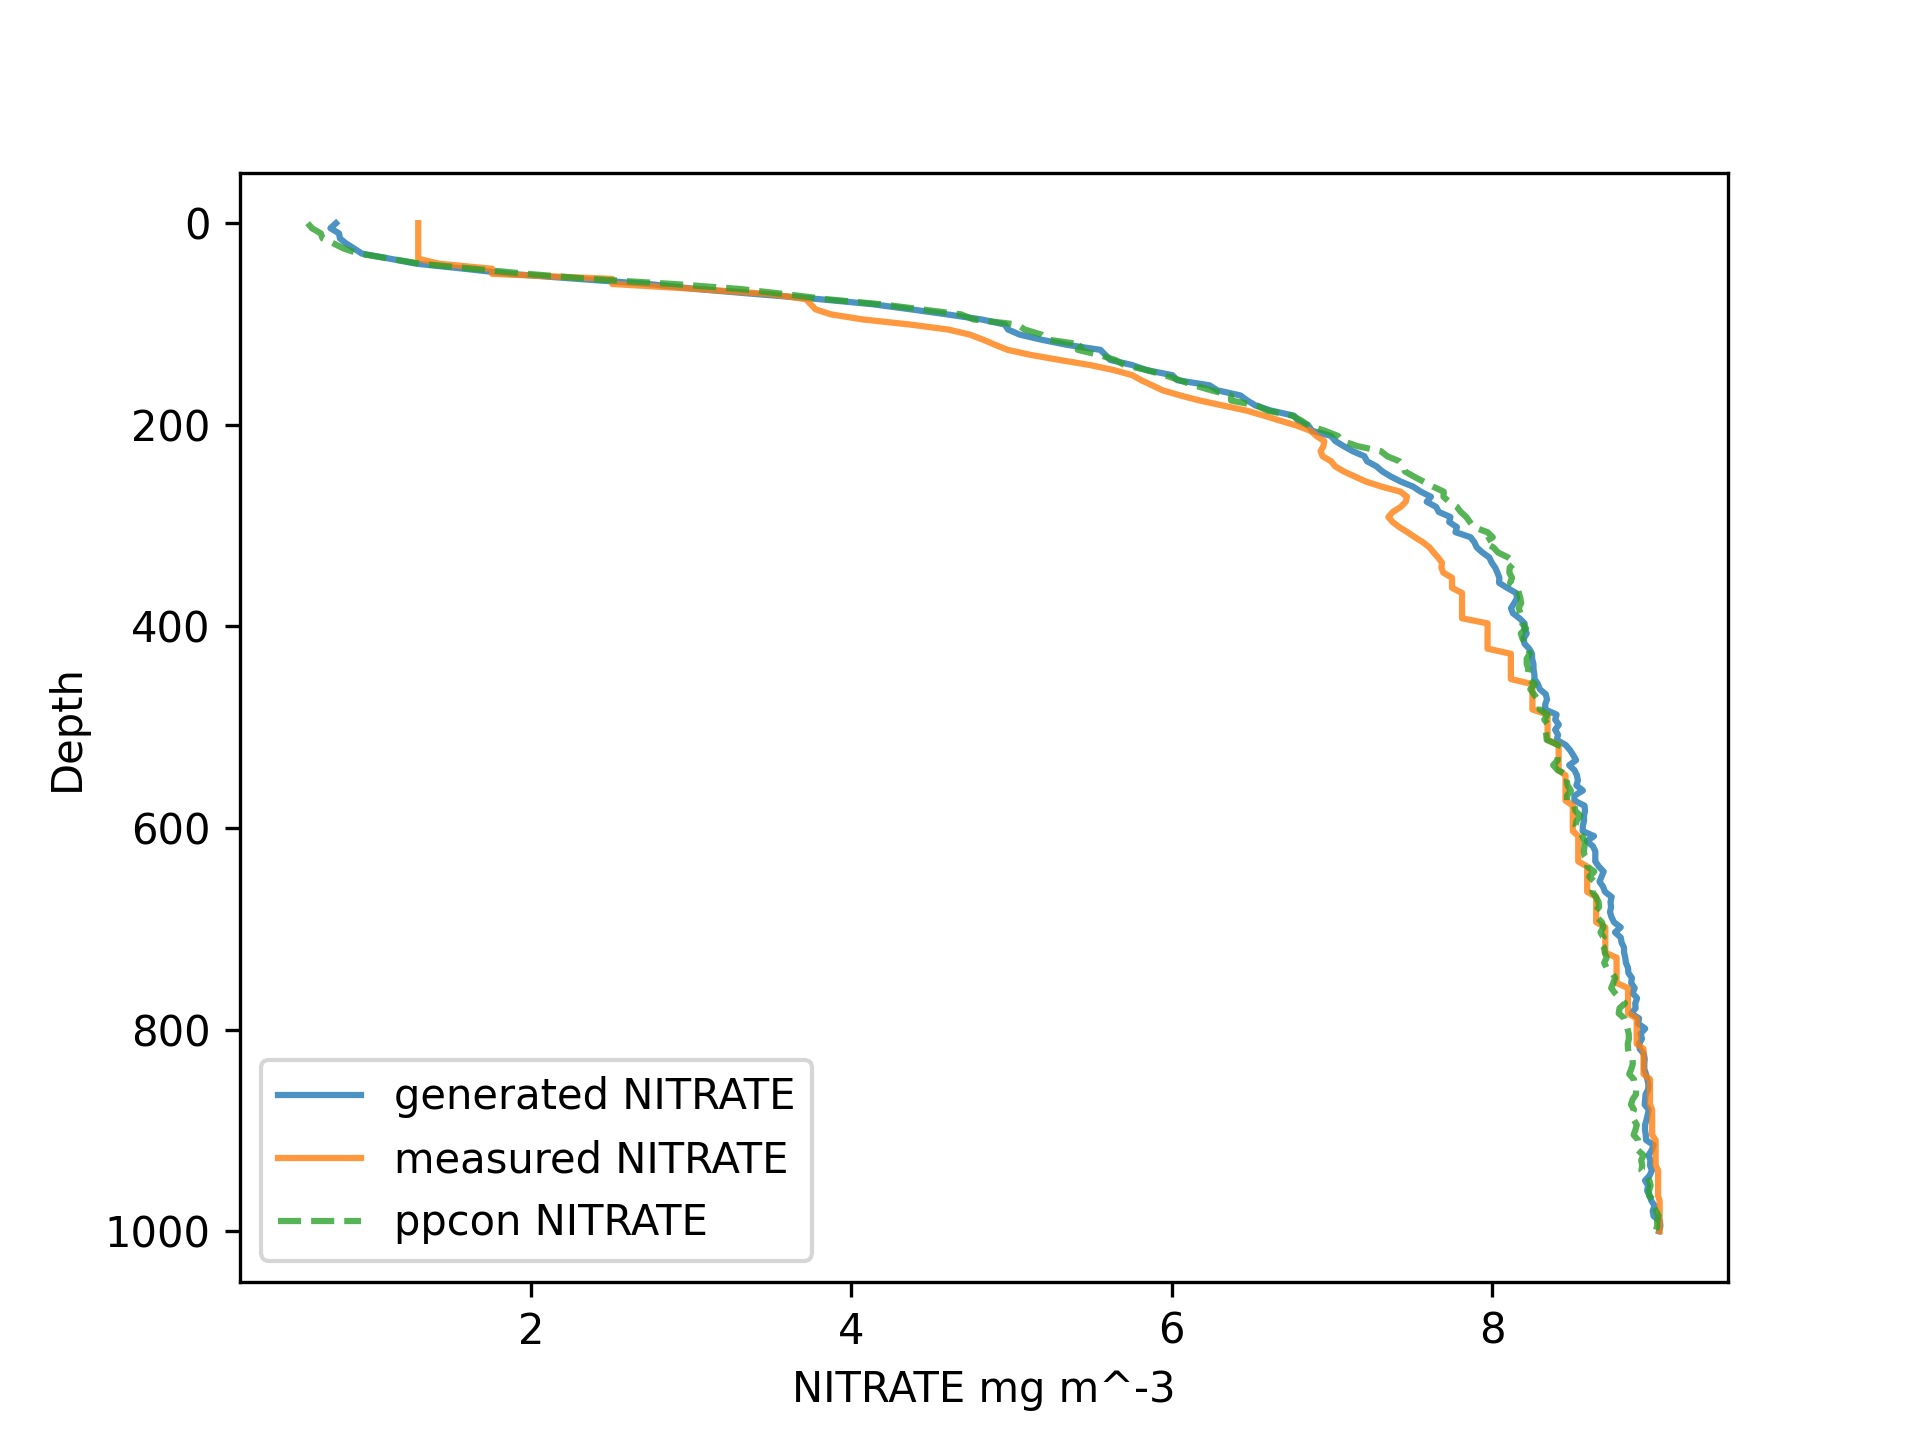 0
200
400
600
800
1000
Depth
generated NITRATE
measured NITRATE
ppcon NITRATE
2 4 6 8
NITRATE mg m^-3